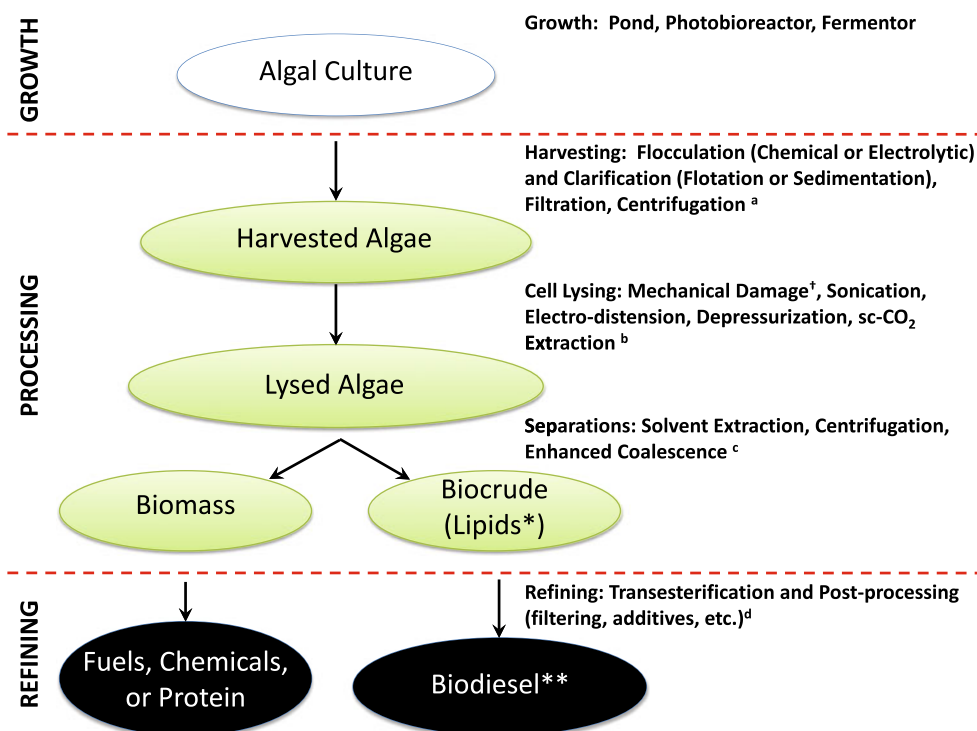 GROWTH
Algal Culture
Growth:  Pond, Photobioreactor, Fermentor
PROCESSING
Harvesting:  Flocculation (Chemical or Electrolytic)
and Clarification (Flotation or Sedimentation),
Filtration, Centrifugation ᵃ
Harvested Algae
Cell Lysing: Mechanical Damage†, Sonication,
Electro-distension, Depressurization, sc-CO₂
Extraction ᵇ
Lysed Algae
Separations: Solvent Extraction, Centrifugation,
Enhanced Coalescence ᶜ
Biomass
Biocrude
(Lipids*)
REFINING
Refining: Transesterification and Post-processing
(filtering, additives, etc.)ᵈ
Fuels, Chemicals,
or Protein
Biodiesel**